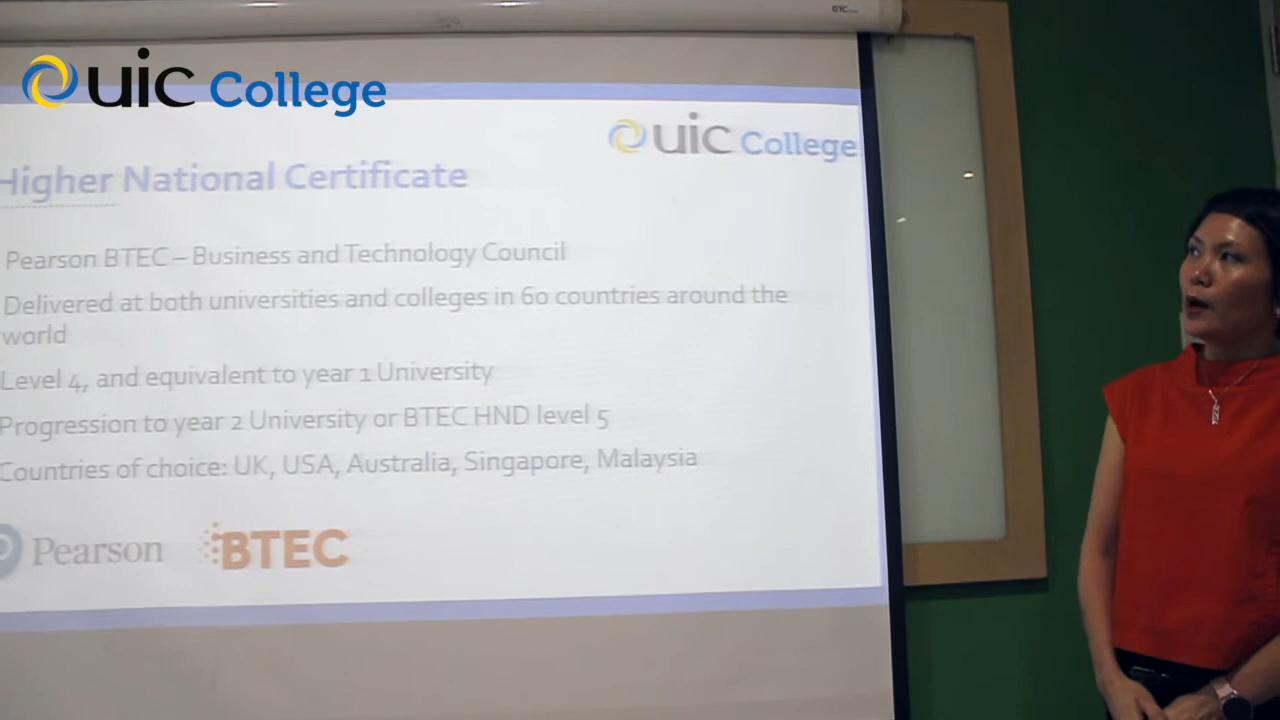 uic College
uic College
Higher National Certificate
Pearson BTEC – Business and Technology Council
Delivered at both universities and colleges in 60 countries around the
world
Level 4, and equivalent to year 1 University
Progression to year 2 University or BTEC HND level 5
Countries of choice: UK, USA, Australia, Singapore, Malaysia
Pearson BTEC